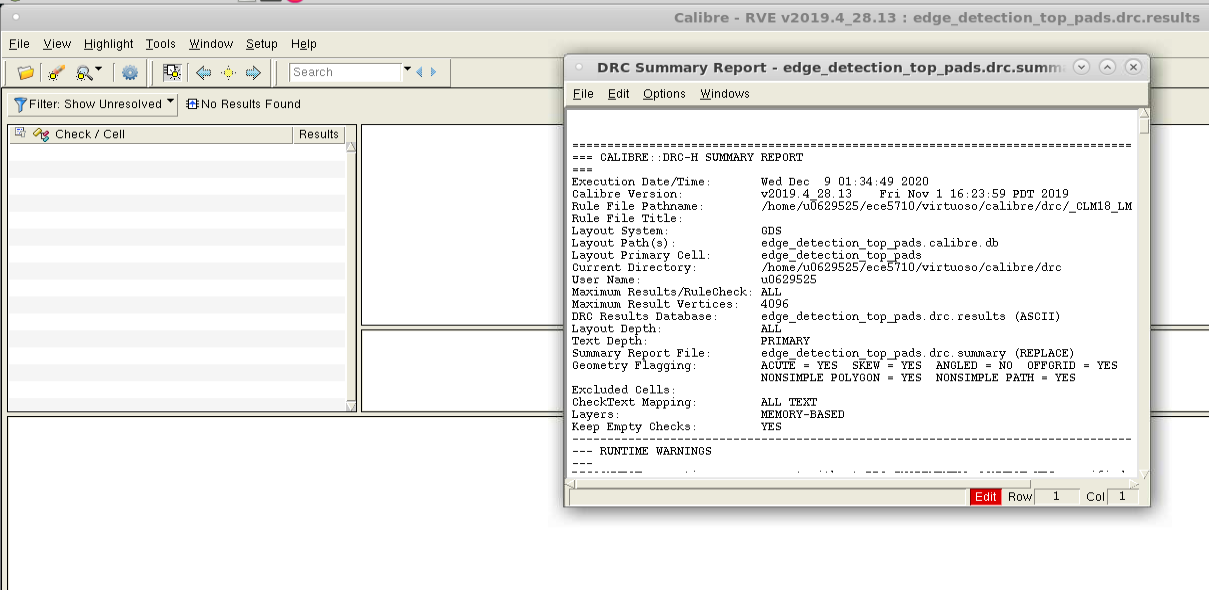 Calibre - RVE v2019.4_28.13 : edge_detection_top_pads.drc.results
File View Highlight Tools Window Setup Help
Search
Filter: Show Unresolved No Results Found
Check / Cell Results
DRC Summary Report - edge_detection_top_pads.drc.summa
File Edit Options Windows
================================================================================
=== CALIBRE::DRC-H SUMMARY REPORT
===
Execution Date/Time: Wed Dec 9 01:34:49 2020
Calibre Version: v2019.4_28.13 Fri Nov 1 16:23:59 PDT 2019
Rule File Pathname: /home/u0629525/ece5710/virtuoso/calibre/drc/_CLM18_LM
Rule File Title:
Layout System: GDS
Layout Path(s): edge_detection_top_pads.calibre.db
Layout Primary Cell: edge_detection_top_pads
Current Directory: /home/u0629525/ece5710/virtuoso/calibre/drc
User Name: u0629525
Maximum Results/RuleCheck: ALL
Maximum Result Vertices: 4096
DRC Results Database: edge_detection_top_pads.drc.results (ASCII)
Layout Depth: ALL
Text Depth: PRIMARY
Summary Report File: edge_detection_top_pads.drc.summary (REPLACE)
Geometry Flagging: ACUTE = YES SKEW = YES ANGLED = NO OFFGRID = YES
NONSIMPLE POLYGON = YES NONSIMPLE PATH = YES
Excluded Cells:
CheckText Mapping: ALL TEXT
Layers: MEMORY-BASED
Keep Empty Checks: YES
--------------------------------------------------------------------------------
--- RUNTIME WARNINGS
---
Edit Row 1 Col 1